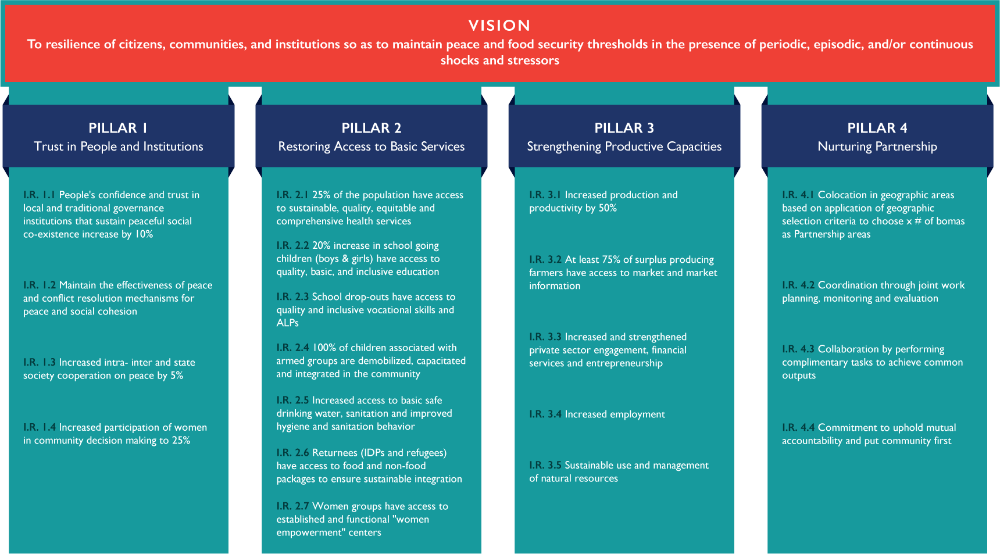 VISION
To resilience of citizens, communities, and institutions so as to maintain peace and food security thresholds in the presence of periodic, episodic, and/or continuous
shocks and stressors
PILLAR 1
Trust in People and Institutions
I.R. 1.1 People's confidence and trust in
local and traditional governance
institutions that sustain peaceful social
co-existence increase by 10%
I.R. 1.2 Maintain the effectiveness of peace
and conflict resolution mechanisms for
peace and social cohesion
I.R. 1.3 Increased intra- inter and state
society cooperation on peace by 5%
I.R. 1.4 Increased participation of women
in community decision making to 25%
PILLAR 2
Restoring Access to Basic Services
I.R. 2.1 25% of the population have access
to sustainable, quality, equitable and
comprehensive health services
I.R. 2.2 20% increase in school going
children (boys & girls) have access to
quality, basic, and inclusive education
I.R. 2.3 School drop-outs have access to
quality and inclusive vocational skills and
ALPs
I.R. 2.4 100% of children associated with
armed groups are demobilized, capacitated
and integrated in the community
I.R. 2.5 Increased access to basic safe
drinking water, sanitation and improved
hygiene and sanitation behavior
I.R. 2.6 Returnees (IDPs and refugees)
have access to food and non-food
packages to ensure sustainable integration
I.R. 2.7 Women groups have access to
established and functional "women
empowerment" centers
PILLAR 3
Strengthening Productive Capacities
I.R. 3.1 Increased production and
productivity by 50%
I.R. 3.2 At least 75% of surplus producing
farmers have access to market and market
information
I.R. 3.3 Increased and strengthened
private sector engagement, financial
services and entrepreneurship
I.R. 3.4 Increased employment
I.R. 3.5 Sustainable use and management
of natural resources
PILLAR 4
Nurturing Partnership
I.R. 4.1 Colocation in geographic areas
based on application of geographic
selection criteria to choose x # of bomas
as Partnership areas
I.R. 4.2 Coordination through joint work
planning, monitoring and evaluation
I.R. 4.3 Collaboration by performing
complimentary tasks to achieve common
outputs
I.R. 4.4 Commitment to uphold mutual
accountability and put community first